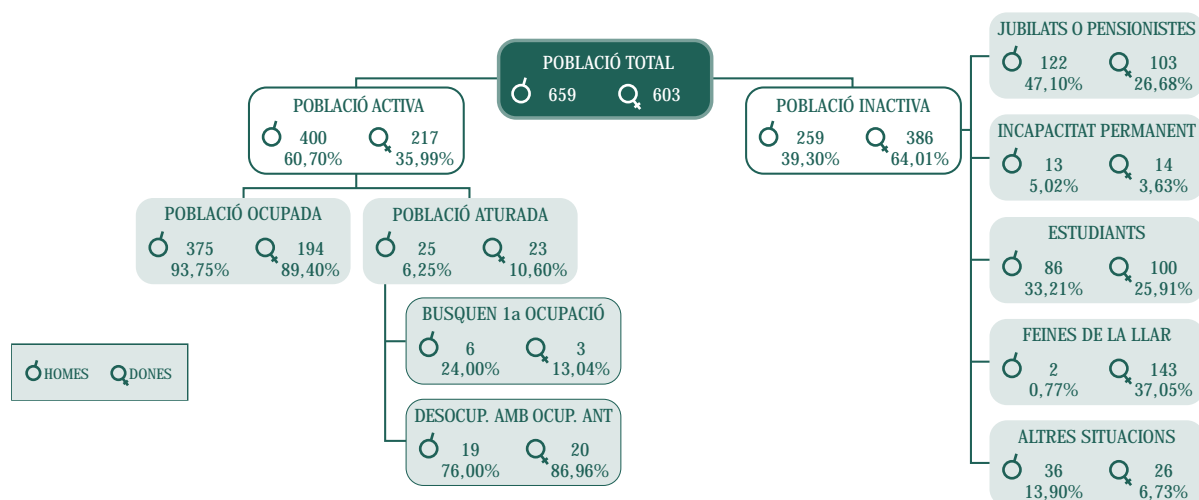 POBLACIÓ TOTAL
659 603
POBLACIÓ ACTIVA
400 217
60,70% 35,99%
POBLACIÓ INACTIVA
259 386
39,30% 64,01%
POBLACIÓ OCUPADA
375 194
93,75% 89,40%
POBLACIÓ ATURADA
25 23
6,25% 10,60%
BUSQUEN 1a OCUPACIÓ
6 3
24,00% 13,04%
DESOCUP. AMB OCUP. ANT
19 20
76,00% 86,96%
JUBILATS O PENSIONISTES
122 103
47,10% 26,68%
INCAPACITAT PERMANENT
13 14
5,02% 3,63%
ESTUDIANTS
86 100
33,21% 25,91%
FEINES DE LA LLAR
2 143
0,77% 37,05%
ALTRES SITUACIONS
36 26
13,90% 6,73%
HOMES DONES